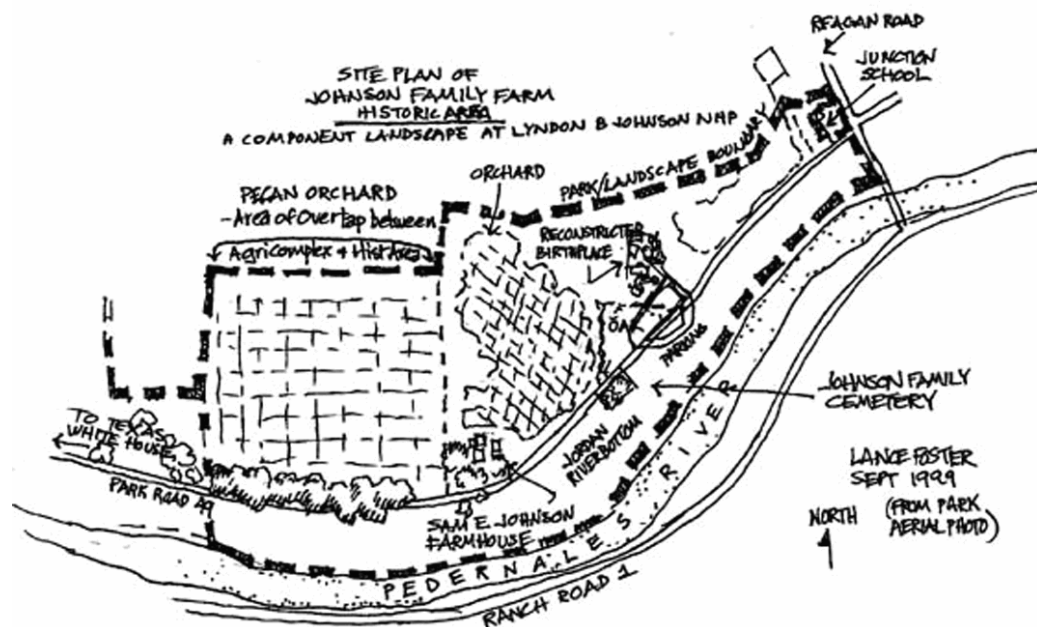 SITE PLAN OF
JOHNSON FAMILY FARM
HISTORIC AREA
A COMPONENT LANDSCAPE AT LYNDON B JOHNSON NHP
REAGAN ROAD
JUNCTION
SCHOOL
PARK/LANDSCAPE BOUNDARY
ORCHARD
PECAN ORCHARD
-Area of Overlap between
Agricomplex & Hist Area
RECONSTRUCTED
BIRTHPLACE
PARKING
JOHNSON FAMILY
CEMETERY
JORDAN
RIVERBOTTOM
TO TEXAS
WHITE HOUSE
PARK ROAD 49
SAM E. JOHNSON
FARMHOUSE
PEDERNALES RIVER
RANCH ROAD 1
LANCE FOSTER
SEPT 1999
(FROM PARK
AERIAL PHOTO)
NORTH